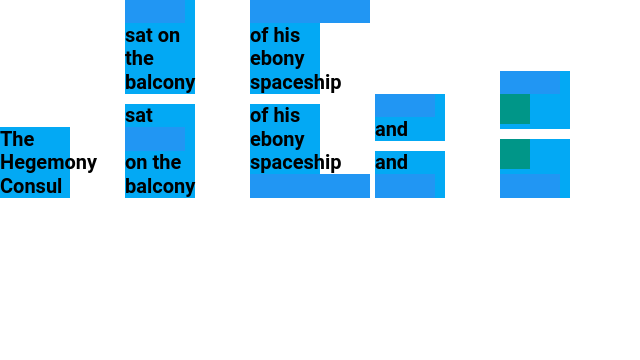 The
Hegemony
Consul
sat on
the
balcony
sat
on the
balcony
of his
ebony
spaceship
of his
ebony
spaceship
and
and